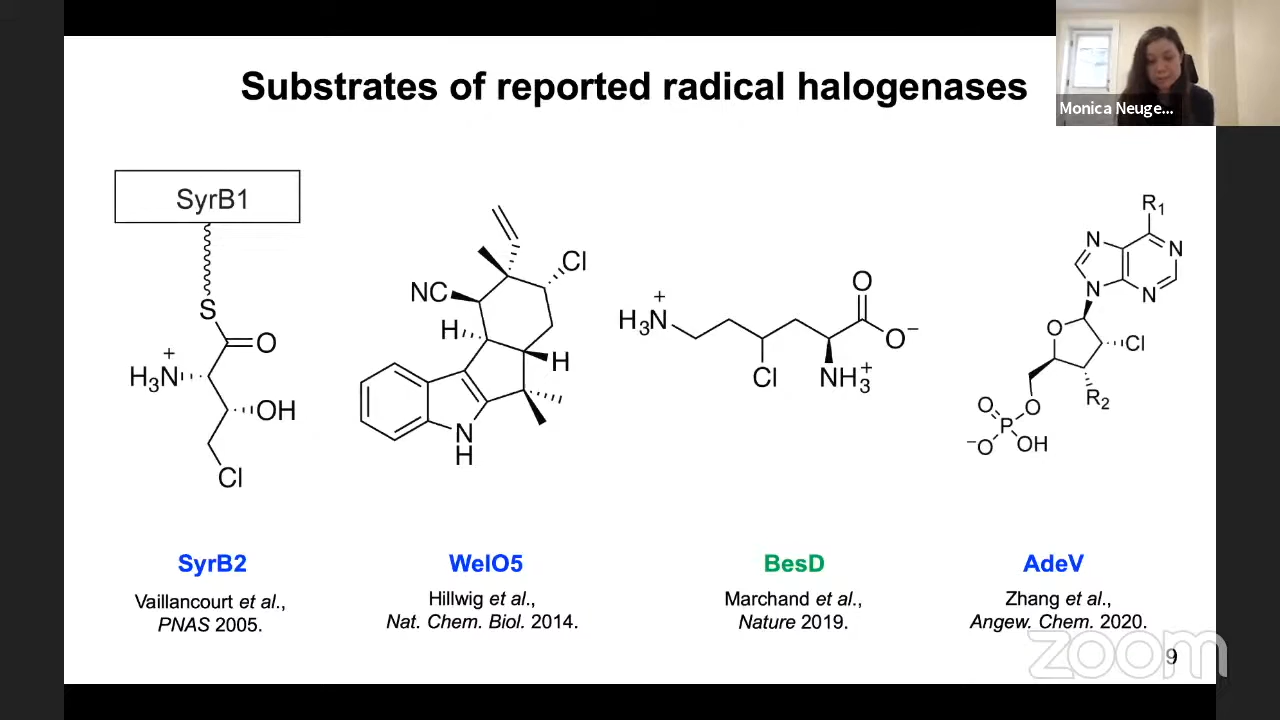 Substrates of reported radical halogenases
Monica Neuge...
SyrB1
S
O
+
H3N
OH
Cl
NC
Cl
H
H
N
H
+
H3N
Cl
O
O−
NH3+
R1
N
N
N
N
O
Cl
R2
O
O
P
−O
OH
SyrB2
Vaillancourt et al.,
PNAS 2005.
WelO5
Hillwig et al.,
Nat. Chem. Biol. 2014.
BesD
Marchand et al.,
Nature 2019.
AdeV
Zhang et al.,
Angew. Chem. 2020.
zoom
9